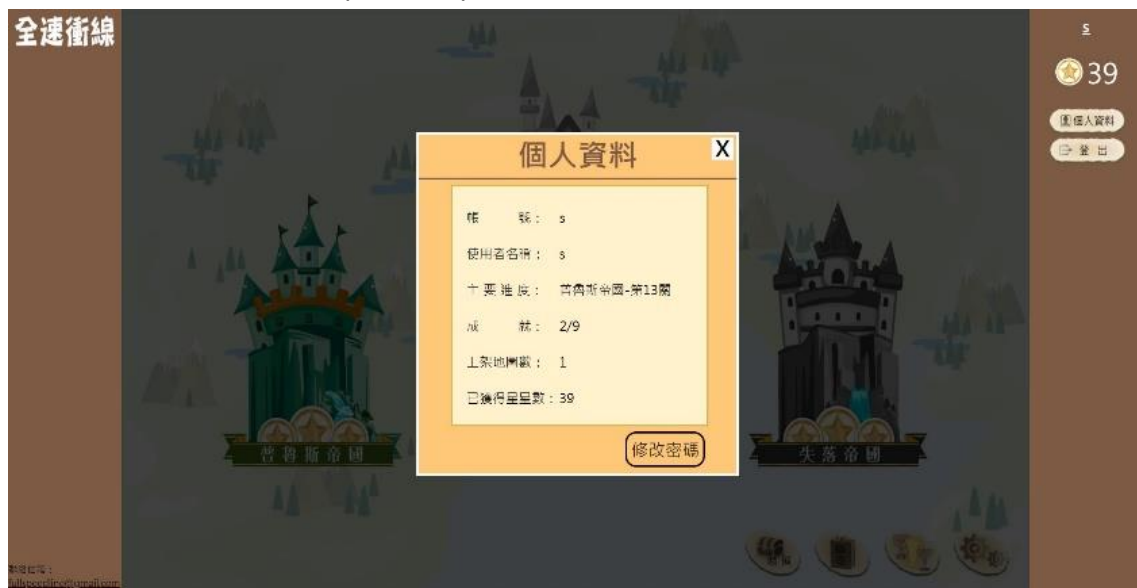 全速衝線
s
39
個人資料
登出
個人資料
X
帳 號： s
使用者名稱： s
主要進度： 普魯斯帝國-第13關
成 就： 2/9
上架地圖數： 1
已獲得星星數：39
修改密碼
普魯斯帝國
失落帝國